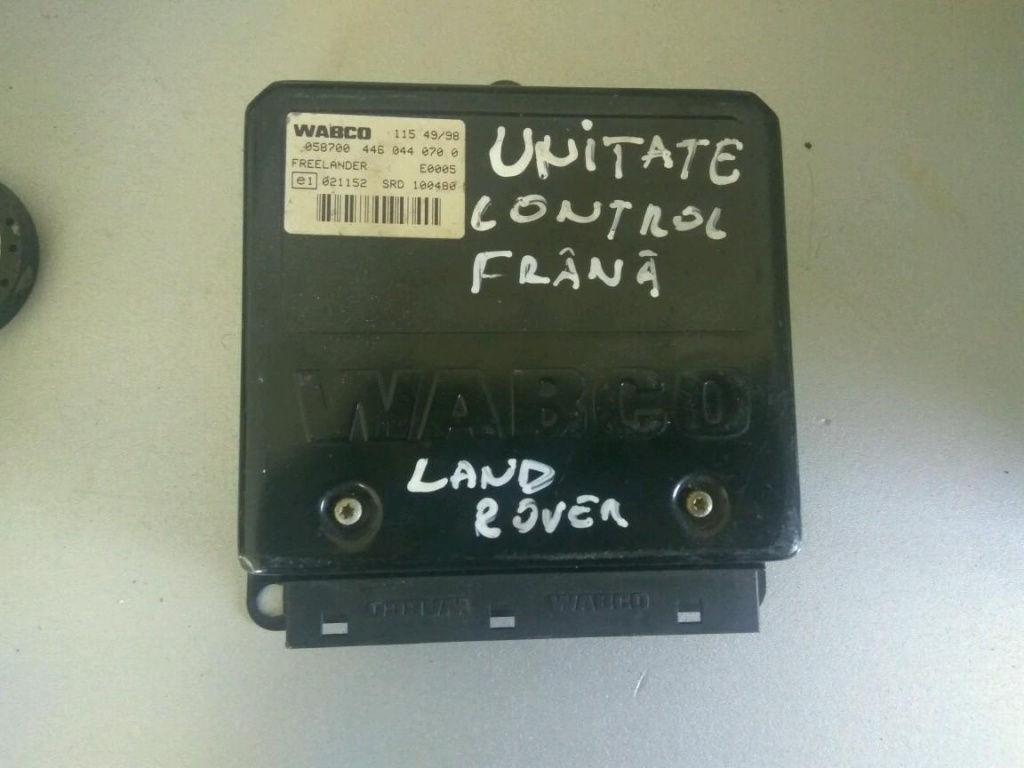 WABCO 115 49/98
058700 446 044 070 0
FREELANDER E0005
e1 021152 SRD 100480
UNITATE
CONTROL
FRÂNĂ
WABCO
LAND
ROVER
WABCO